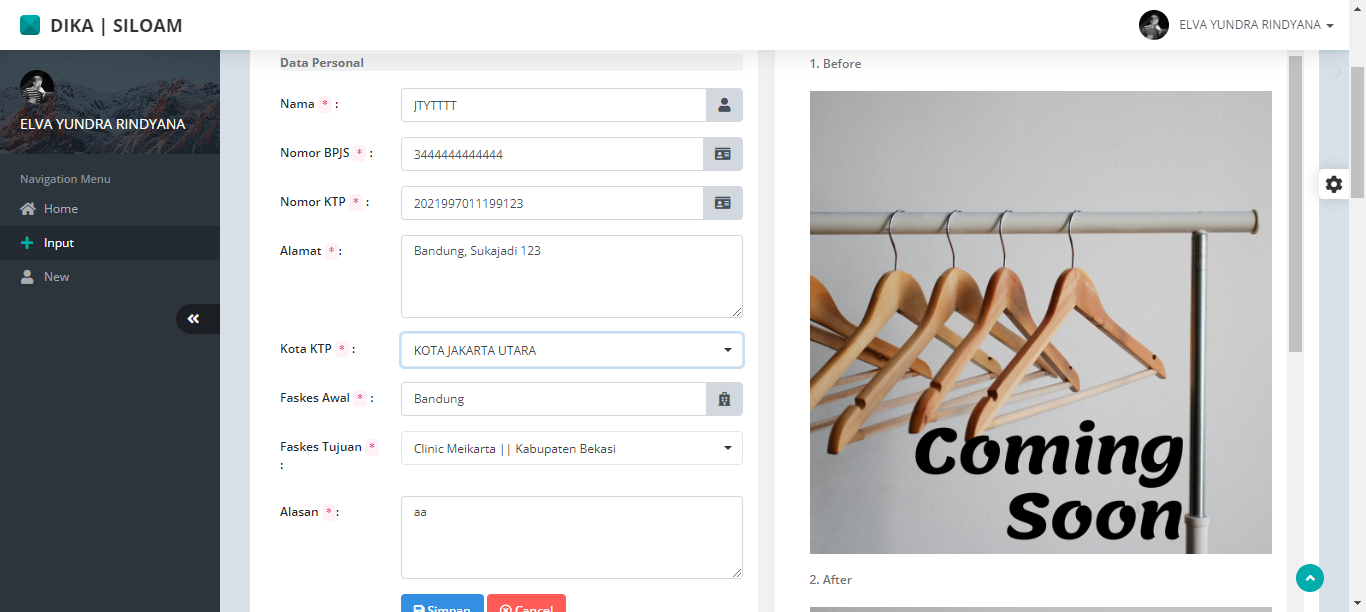 DIKA | SILOAM
ELVA YUNDRA RINDYANA
ELVA YUNDRA RINDYANA
Navigation Menu
Home
Input
New
Data Personal
Nama * :
JTYTTTT
Nomor BPJS * :
3444444444444
Nomor KTP * :
2021997011199123
Alamat * :
Bandung, Sukajadi 123
Kota KTP * :
KOTA JAKARTA UTARA
Faskes Awal * :
Bandung
Faskes Tujuan *
:
Clinic Meikarta || Kabupaten Bekasi
Alasan * :
aa
Simpan
Cancel
1. Before
Coming
Soon
2. After